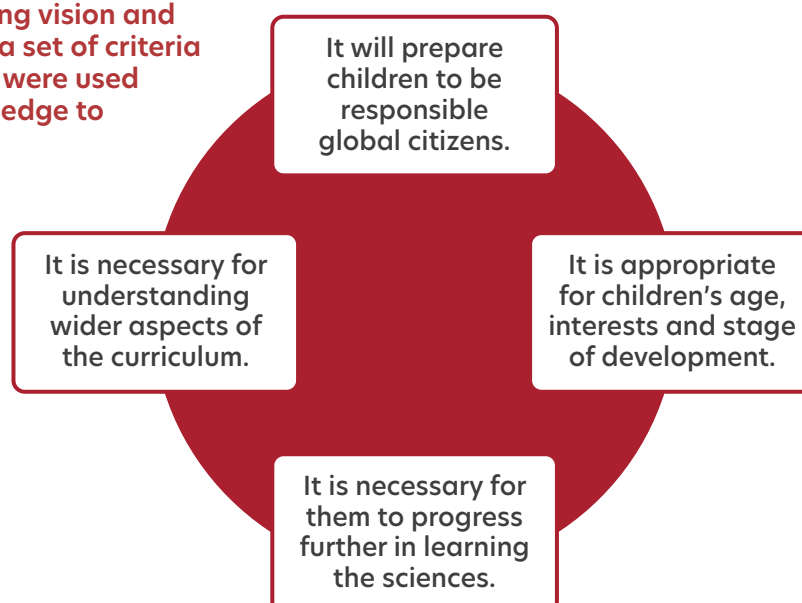 ng vision and
a set of criteria
were used
edge to
It will prepare
children to be
responsible
global citizens.
It is necessary for
understanding
wider aspects of
the curriculum.
It is appropriate
for children's age,
interests and stage
of development.
It is necessary for
them to progress
further in learning
the sciences.